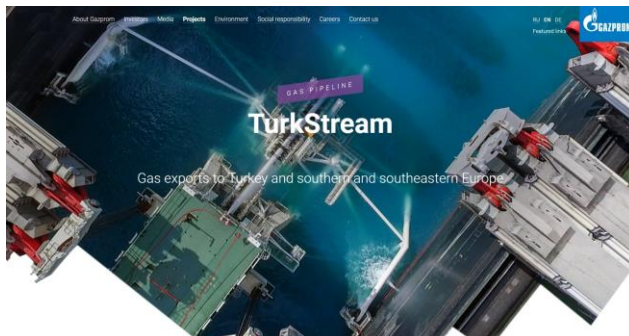 About Gazprom Investors Media Projects Environment Social responsibility Careers Contact us
RU EN DE
Featured links
GAZPROM
GAS PIPELINE
TurkStream
Gas exports to Turkey and southern and southeastern Europe